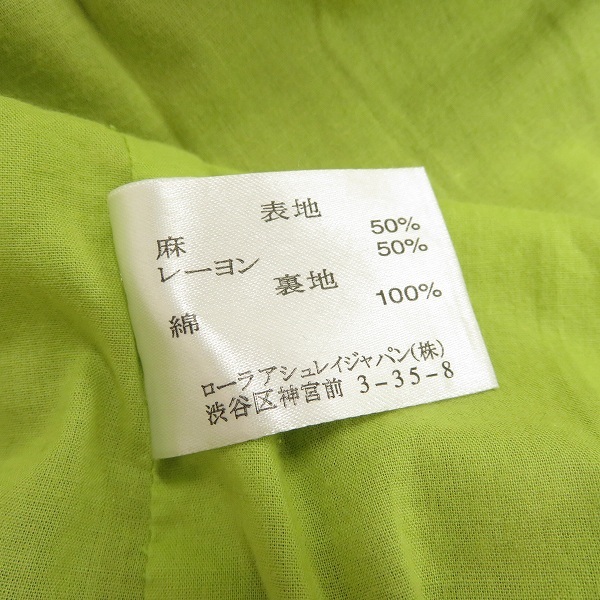 表地
麻 50%
レーヨン 50%
裏地
綿 100%
ローラアシュレイジャパン(株)
渋谷区神宮前 3-35-8